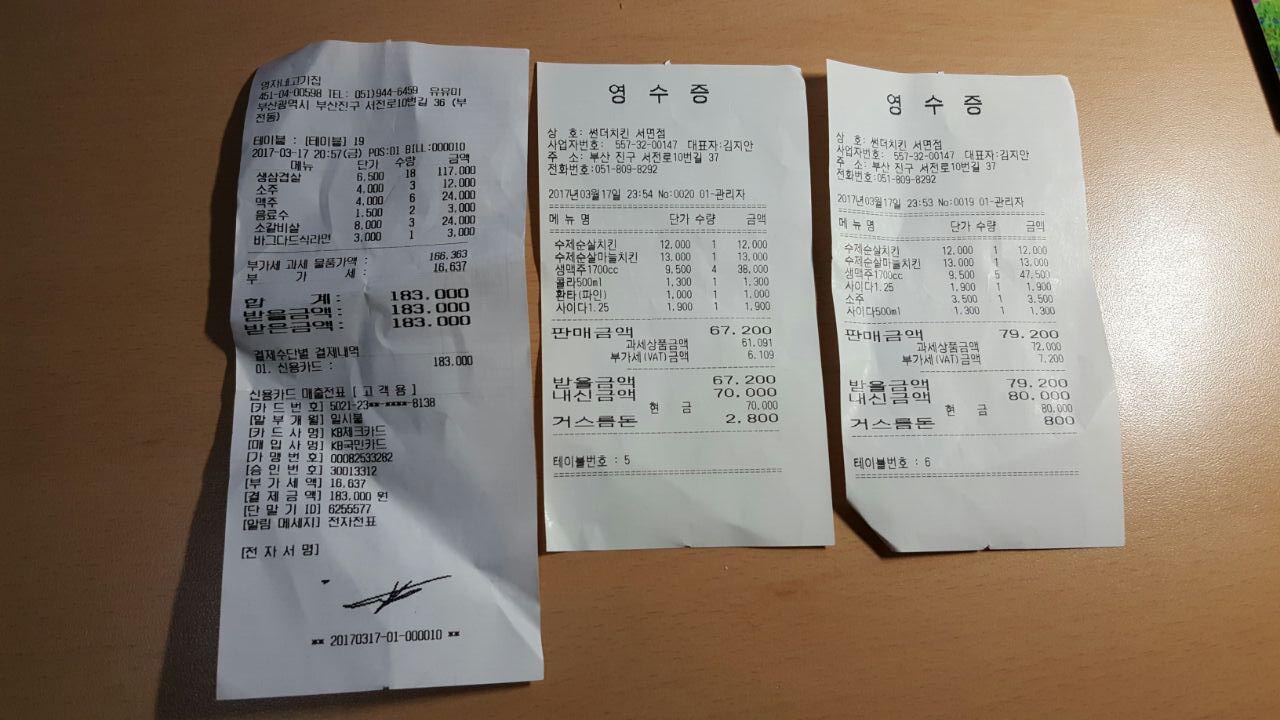 영자네고기집
451-04-00598 TEL: 051)944-6459 유유미
부산광역시 부산진구 서전로10번길 36 (부
전동)
테이블 : [테이블] 19
2017-03-17 20:57(금) POS:01 BILL:000010
메뉴 단가 수량 금액
생삼겹살 6,500 18 117,000
소주 4,000 3 12,000
맥주 4,000 6 24,000
음료수 1,500 2 3,000
소갈비살 8,000 3 24,000
바그다드식라면 3,000 1 3,000
부가세 과세 물품가액 : 166,363
부 가 세 : 16,637
합 계 : 183,000
받을금액 : 183,000
받은금액 : 183,000
결제수단별 결제내역
01. 신용카드 : 183,000
신용카드 매출전표 [ 고 객 용 ]
[카 드 번 호] 5021-23**-****-8138
[할 부 개 월] 일시불
[카 드 사 명] KB체크카드
[매 입 사 명] KB국민카드
[가 맹 번 호] 00082533282
[승 인 번 호] 30013312
[부 가 세 액] 16,637
[결 제 금 액] 183,000 원
[단 말 기 ID] 6255577
[알림 메세지] 전자전표
[전 자 서 명]
** 20170317-01-000010 **
영 수 증
상 호: 썬더치킨 서면점
사업자번호: 557-32-00147 대표자:김지안
주 소: 부산 진구 서전로10번길 37
전화번호:051-809-8292
2017년03월17일 23:54 No:0020 01-관리자
메 뉴 명 단가 수량 금액
수제순살치킨 12,000 1 12,000
수제순살마늘치킨 13,000 1 13,000
생맥주1700cc 9,500 4 38,000
콜라500ml 1,300 1 1,300
환타(파인) 1,000 1 1,000
사이다1.25 1,900 1 1,900
판매금액 67,200
과세상품금액 61,091
부가세(VAT)금액 6,109
받을금액 67,200
내신금액 70,000
현 금 70,000
거스름돈 2,800
테이블번호 : 5
영 수 증
상 호: 썬더치킨 서면점
사업자번호: 557-32-00147 대표자:김지안
주 소: 부산 진구 서전로10번길 37
전화번호:051-809-8292
2017년03월17일 23:53 No:0019 01-관리자
메 뉴 명 단가 수량 금액
수제순살치킨 12,000 1 12,000
수제순살마늘치킨 13,000 1 13,000
생맥주1700cc 9,500 5 47,500
사이다1.25 1,900 1 1,900
소주 3,500 1 3,500
사이다500ml 1,300 1 1,300
판매금액 79,200
과세상품금액 72,000
부가세(VAT)금액 7,200
받을금액 79,200
내신금액 80,000
현 금 80,000
거스름돈 800
테이블번호 : 6